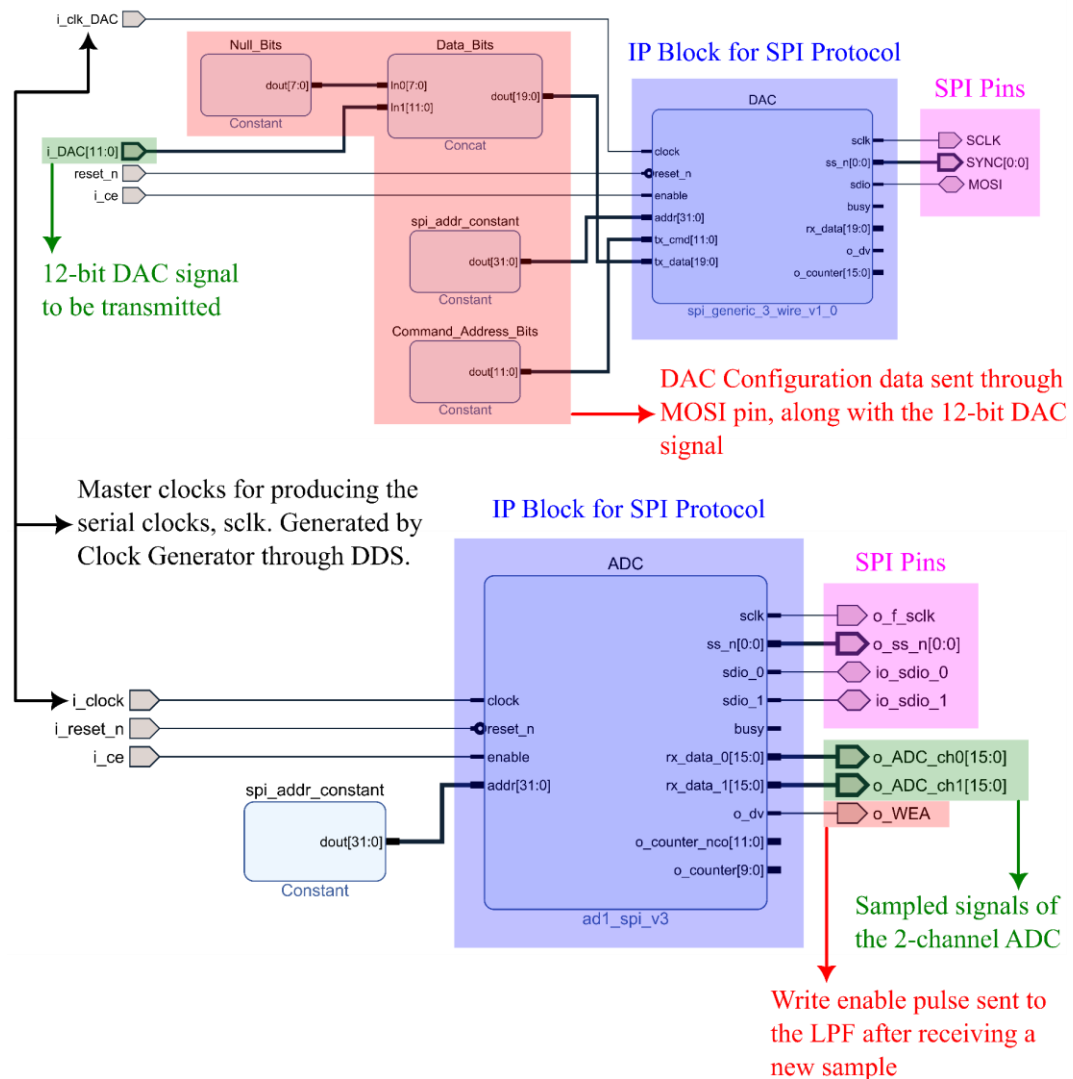 i_clk_DAC
Null_Bits
dout[7:0]
Constant
Data_Bits
In0[7:0]
In1[11:0]
dout[19:0]
Concat
IP Block for SPI Protocol
DAC
clock
reset_n
enable
addr[31:0]
tx_cmd[11:0]
tx_data[19:0]
sclk
ss_n[0:0]
sdio
busy
rx_data[19:0]
o_dv
o_counter[15:0]
spi_generic_3_wire_v1_0
SPI Pins
SCLK
SYNC[0:0]
MOSI
i_DAC[11:0]
reset_n
i_ce
12-bit DAC signal
to be transmitted
spi_addr_constant
dout[31:0]
Constant
Command_Address_Bits
dout[11:0]
Constant
DAC Configuration data sent through
MOSI pin, along with the 12-bit DAC
signal
Master clocks for producing the
serial clocks, sclk. Generated by
Clock Generator through DDS.
IP Block for SPI Protocol
ADC
clock
reset_n
enable
addr[31:0]
sclk
ss_n[0:0]
sdio_0
sdio_1
busy
rx_data_0[15:0]
rx_data_1[15:0]
o_dv
o_counter_nco[11:0]
o_counter[9:0]
ad1_spi_v3
SPI Pins
o_f_sclk
o_ss_n[0:0]
io_sdio_0
io_sdio_1
o_ADC_ch0[15:0]
o_ADC_ch1[15:0]
o_WEA
i_clock
i_reset_n
i_ce
spi_addr_constant
dout[31:0]
Constant
Sampled signals of
the 2-channel ADC
Write enable pulse sent to
the LPF after receiving a
new sample